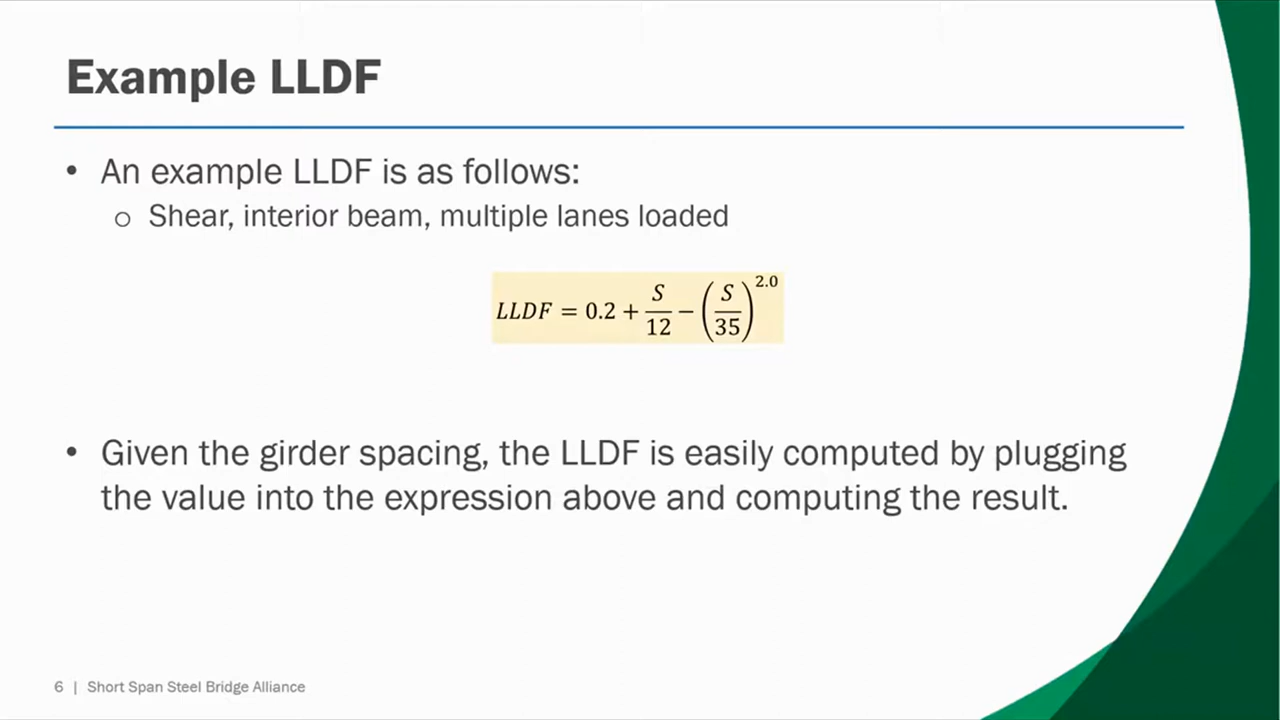 Example LLDF
• An example LLDF is as follows:
o Shear, interior beam, multiple lanes loaded
LLDF = 0.2 + S/12 − (S/35)^2.0
• Given the girder spacing, the LLDF is easily computed by plugging
the value into the expression above and computing the result.
6 | Short Span Steel Bridge Alliance